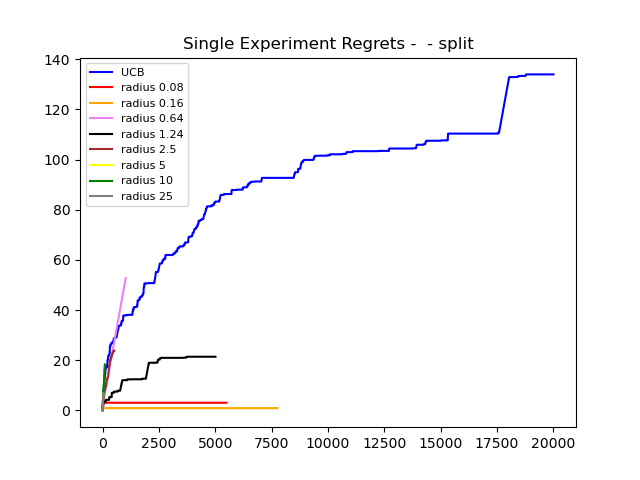 Single Experiment Regrets -  - split
140
120
100
80
60
40
20
0
UCB
radius 0.08
radius 0.16
radius 0.64
radius 1.24
radius 2.5
radius 5
radius 10
radius 25
0 2500 5000 7500 10000 12500 15000 17500 20000